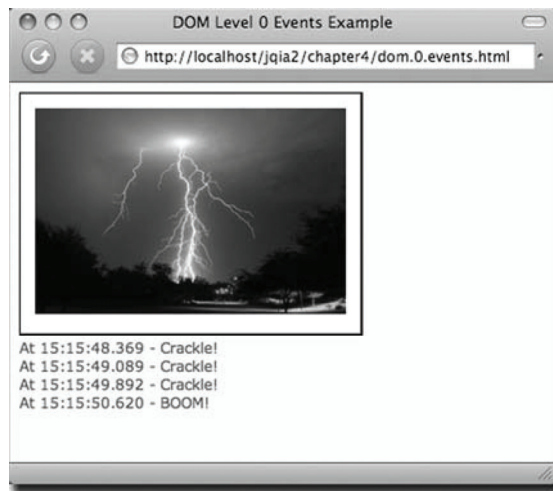 DOM Level 0 Events Example
http://localhost/jqia2/chapter4/dom.0.events.html
At 15:15:48.369 - Crackle!
At 15:15:49.089 - Crackle!
At 15:15:49.892 - Crackle!
At 15:15:50.620 - BOOM!